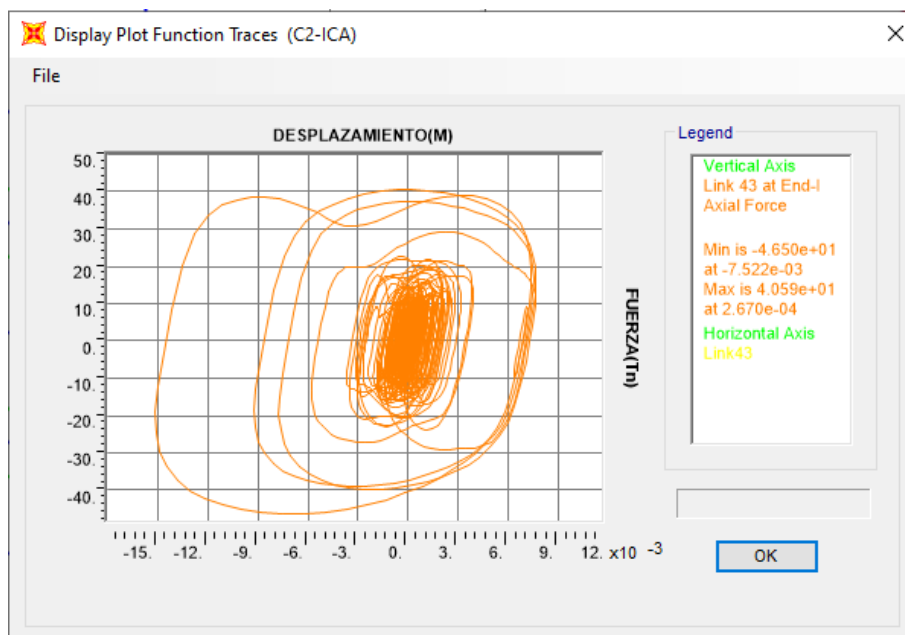 Display Plot Function Traces (C2-ICA)
File
DESPLAZAMIENTO(M)
50.
40.
30.
20.
10.
0.
-10.
-20.
-30.
-40.
-15. -12. -9. -6. -3. 0. 3. 6. 9. 12. x10 -3
FUERZA(Tn)
Legend
Vertical Axis
Link 43 at End-I
Axial Force
Min is -4.650e+01
at -7.522e-03
Max is 4.059e+01
at 2.670e-04
Horizontal Axis
Link43
OK